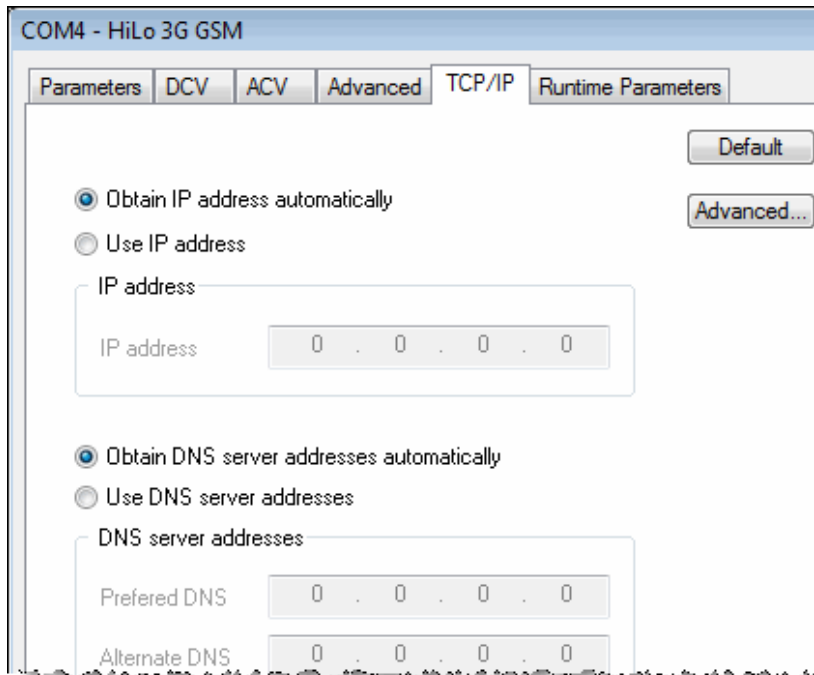 COM4 - HiLo 3G GSM
Parameters DCV ACV Advanced TCP/IP Runtime Parameters
Default
Obtain IP address automatically
Advanced...
Use IP address
IP address
IP address 0 . 0 . 0 . 0
Obtain DNS server addresses automatically
Use DNS server addresses
DNS server addresses
Prefered DNS 0 . 0 . 0 . 0
Alternate DNS 0 . 0 . 0 . 0